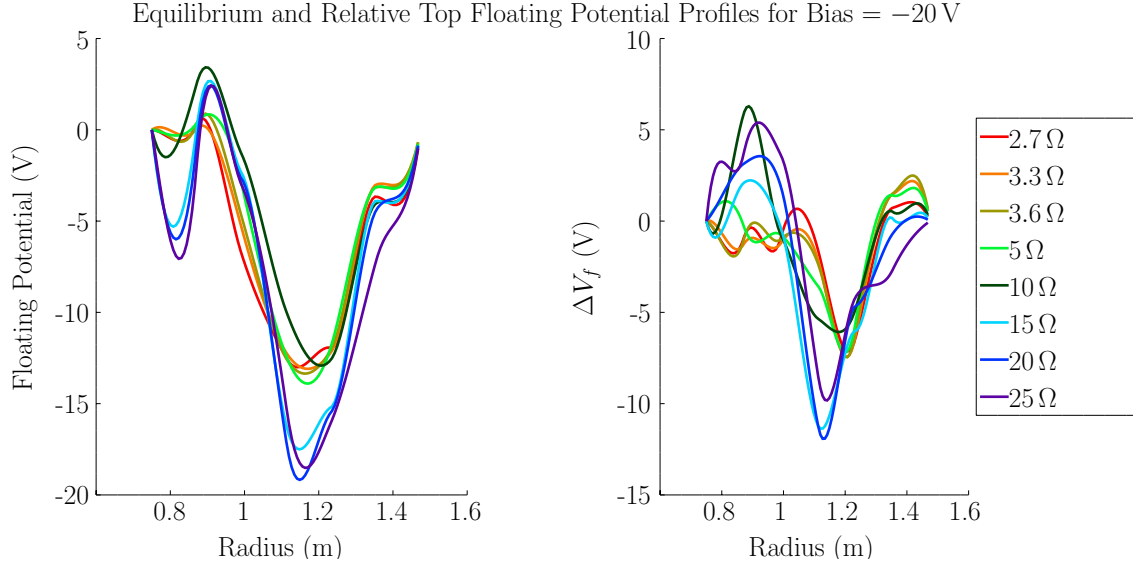 Equilibrium and Relative Top Floating Potential Profiles for Bias = −20 V
5
0
-5
-10
-15
-20
Floating Potential (V)
0.8
1
1.2
1.4
1.6
Radius (m)
10
5
0
-5
-10
-15
ΔV_f (V)
0.8
1
1.2
1.4
1.6
Radius (m)
2.7 Ω
3.3 Ω
3.6 Ω
5 Ω
10 Ω
15 Ω
20 Ω
25 Ω